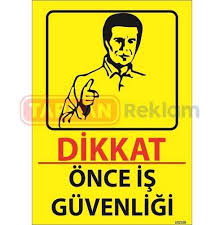 Reklam
DİKKAT
ÖNCE İŞ
GÜVENLİĞİ